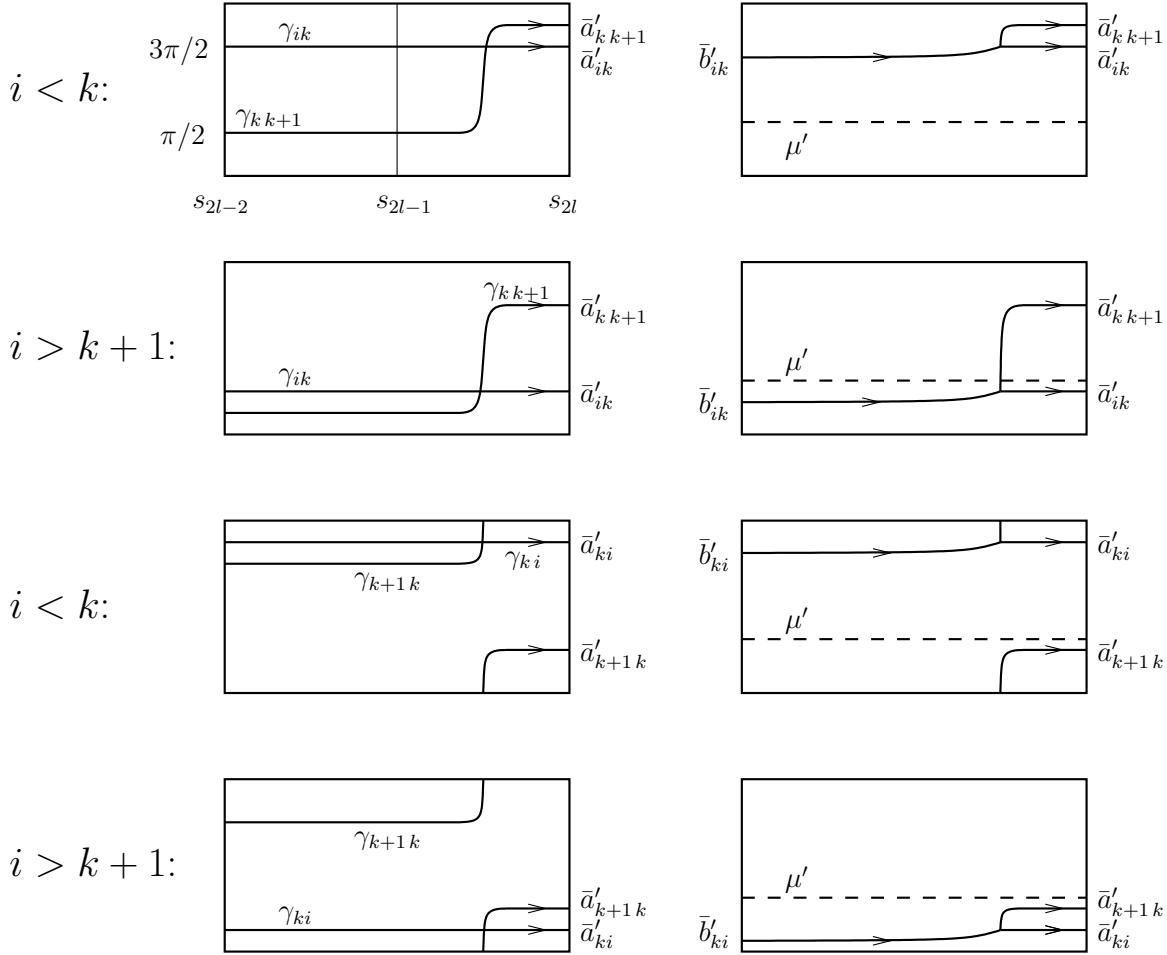 i < k:
3π/2
π/2
γ_{ik}
γ_{k k+1}
s_{2l−2}
s_{2l−1}
s_{2l}
ā′_{k k+1}
ā′_{ik}
b̄′_{ik}
μ′
ā′_{k k+1}
ā′_{ik}
i > k + 1:
γ_{ik}
γ_{k k+1}
ā′_{k k+1}
ā′_{ik}
b̄′_{ik}
μ′
ā′_{k k+1}
ā′_{ik}
i < k:
γ_{k+1 k}
γ_{k i}
ā′_{ki}
ā′_{k+1 k}
b̄′_{ki}
μ′
ā′_{ki}
ā′_{k+1 k}
i > k + 1:
γ_{k+1 k}
γ_{ki}
ā′_{k+1 k}
ā′_{ki}
b̄′_{ki}
μ′
ā′_{k+1 k}
ā′_{ki}